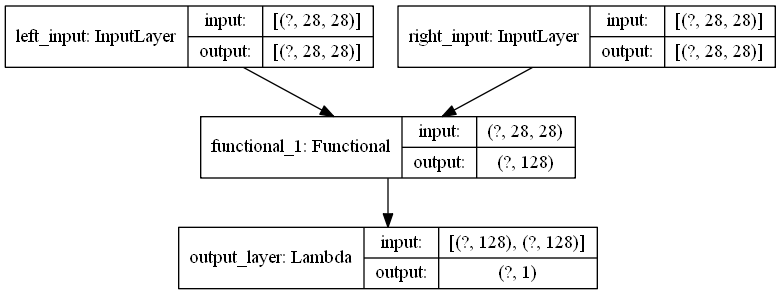 left_input: InputLayer
input: [(?, 28, 28)]
output: [(?, 28, 28)]
right_input: InputLayer
input: [(?, 28, 28)]
output: [(?, 28, 28)]
functional_1: Functional
input: (?, 28, 28)
output: (?, 128)
output_layer: Lambda
input: [(?, 128), (?, 128)]
output: (?, 1)